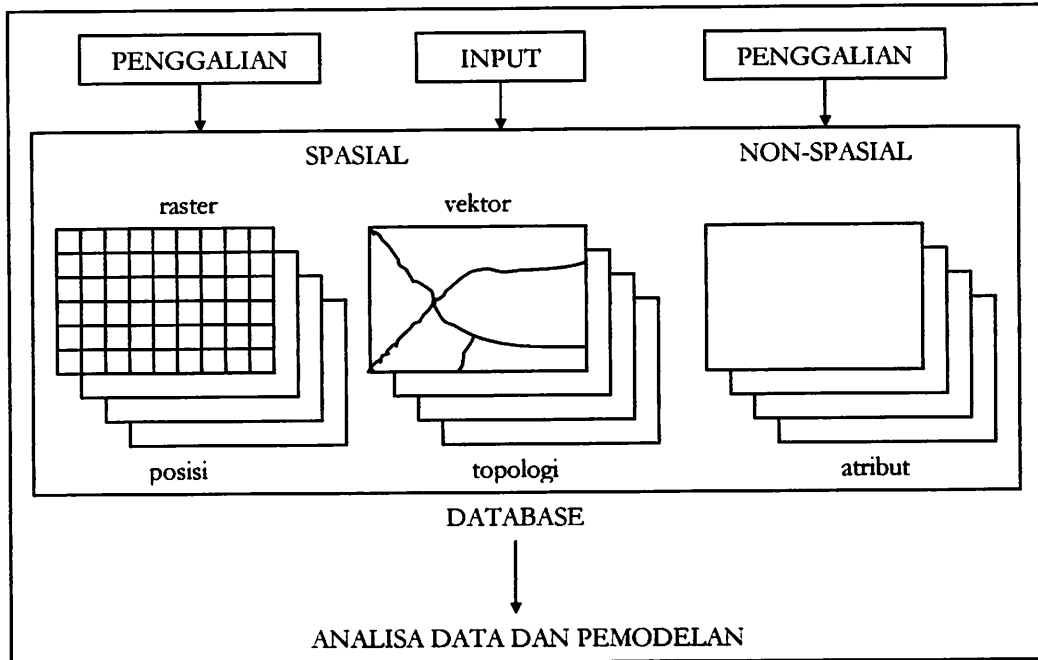 PENGGALIAN
INPUT
PENGGALIAN
SPASIAL
NON-SPASIAL
raster
vektor
posisi
topologi
atribut
DATABASE
ANALISA DATA DAN PEMODELAN